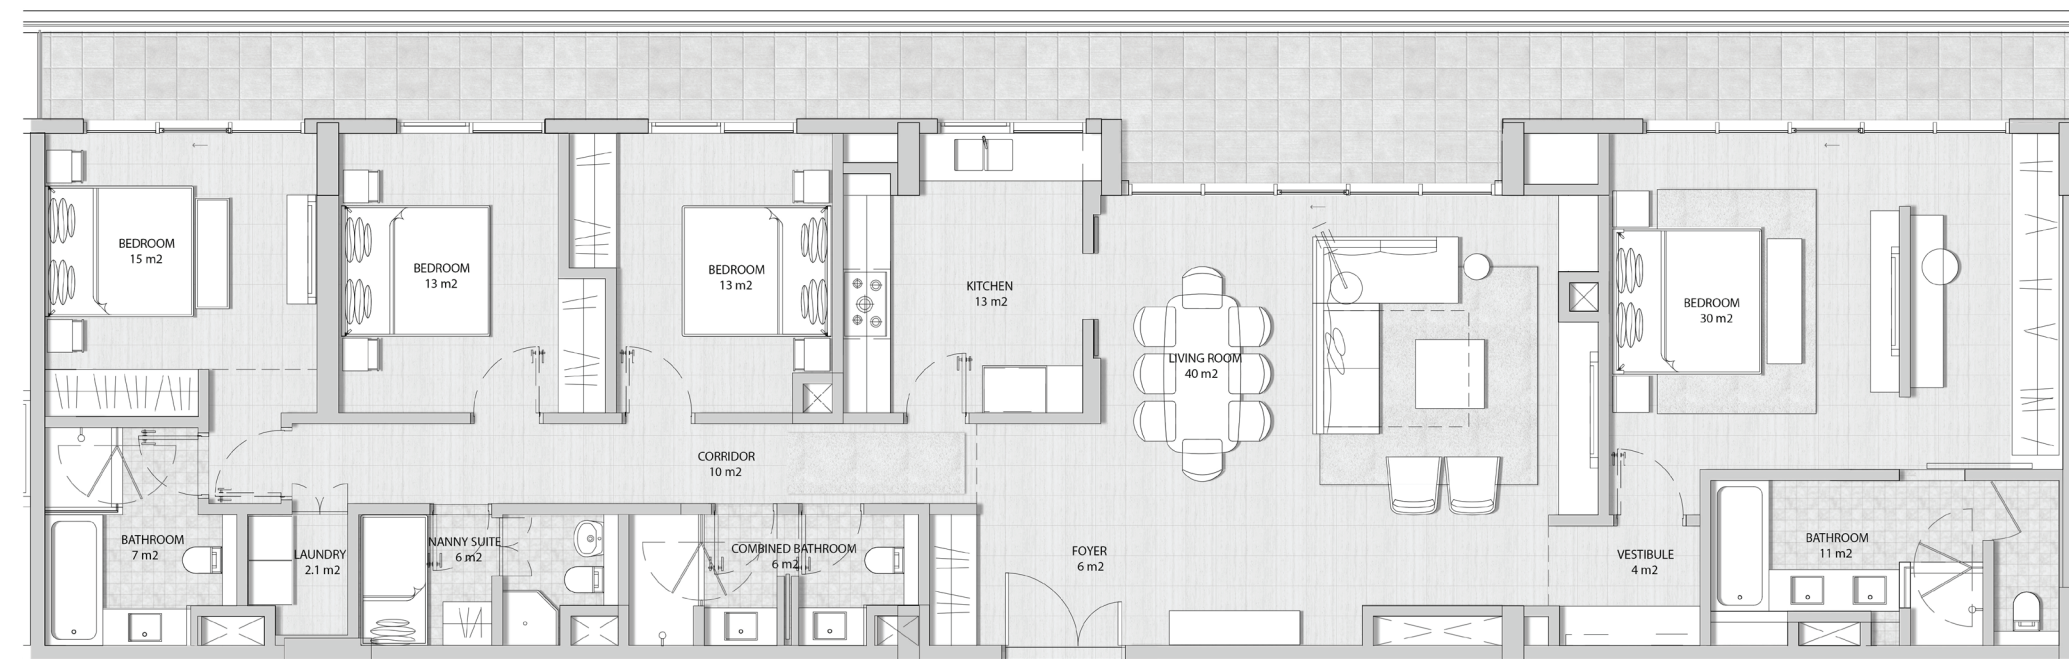 BEDROOM
15 m2
BEDROOM
13 m2
BEDROOM
13 m2
KITCHEN
13 m2
LIVING ROOM
40 m2
BEDROOM
30 m2
CORRIDOR
10 m2
BATHROOM
7 m2
LAUNDRY
2.1 m2
NANNY SUITE
6 m2
COMBINED BATHROOM
6 m2
FOYER
6 m2
VESTIBULE
4 m2
BATHROOM
11 m2